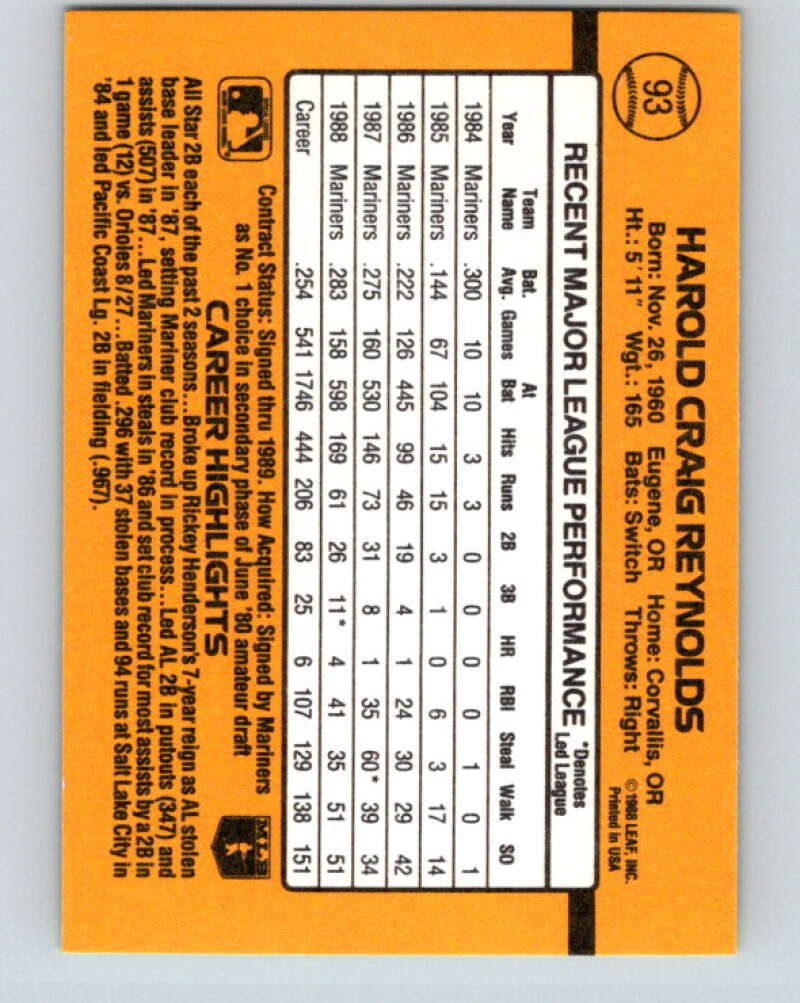 93
HAROLD CRAIG REYNOLDS
Born: Nov. 26, 1960 Eugene, OR Home: Corvallis, OR
Ht.: 5'11" Wgt.: 165 Bats: Switch Throws: Right
© 1988 LEAF, INC.
Printed in USA
RECENT MAJOR LEAGUE PERFORMANCE *Denotes Led League
Year Team Name Bat. Avg. Games At Bat Hits Runs 2B 3B HR RBI Steal Walk SO
1984 Mariners .300 10 10 3 3 0 0 0 0 1 0 1
1985 Mariners .144 67 104 15 15 3 1 0 6 3 17 14
1986 Mariners .222 126 445 99 46 19 4 1 24 30 29 42
1987 Mariners .275 160 530 146 73 31 8 1 35 60* 39 34
1988 Mariners .283 158 598 169 61 26 11* 4 41 35 51 51
Career .254 541 1746 444 206 83 25 6 107 129 138 151
Contract Status: Signed thru 1989. How Acquired: Signed by Mariners
as No. 1 choice in secondary phase of June '80 amateur draft
MLB
CAREER HIGHLIGHTS
All Star 2B each of the past 2 seasons...Broke up Rickey Henderson's 7-year reign as AL stolen
base leader in '87, setting Mariner club record in process...Led AL 2B in putouts (347) and
assists (507) in '87...Led Mariners in steals in '86 and set club record for most assists by a 2B in
1 game (12) vs. Orioles 8/27...Batted .296 with 37 stolen bases and 94 runs at Salt Lake City in
'84 and led Pacific Coast Lg. 2B in fielding (.967).